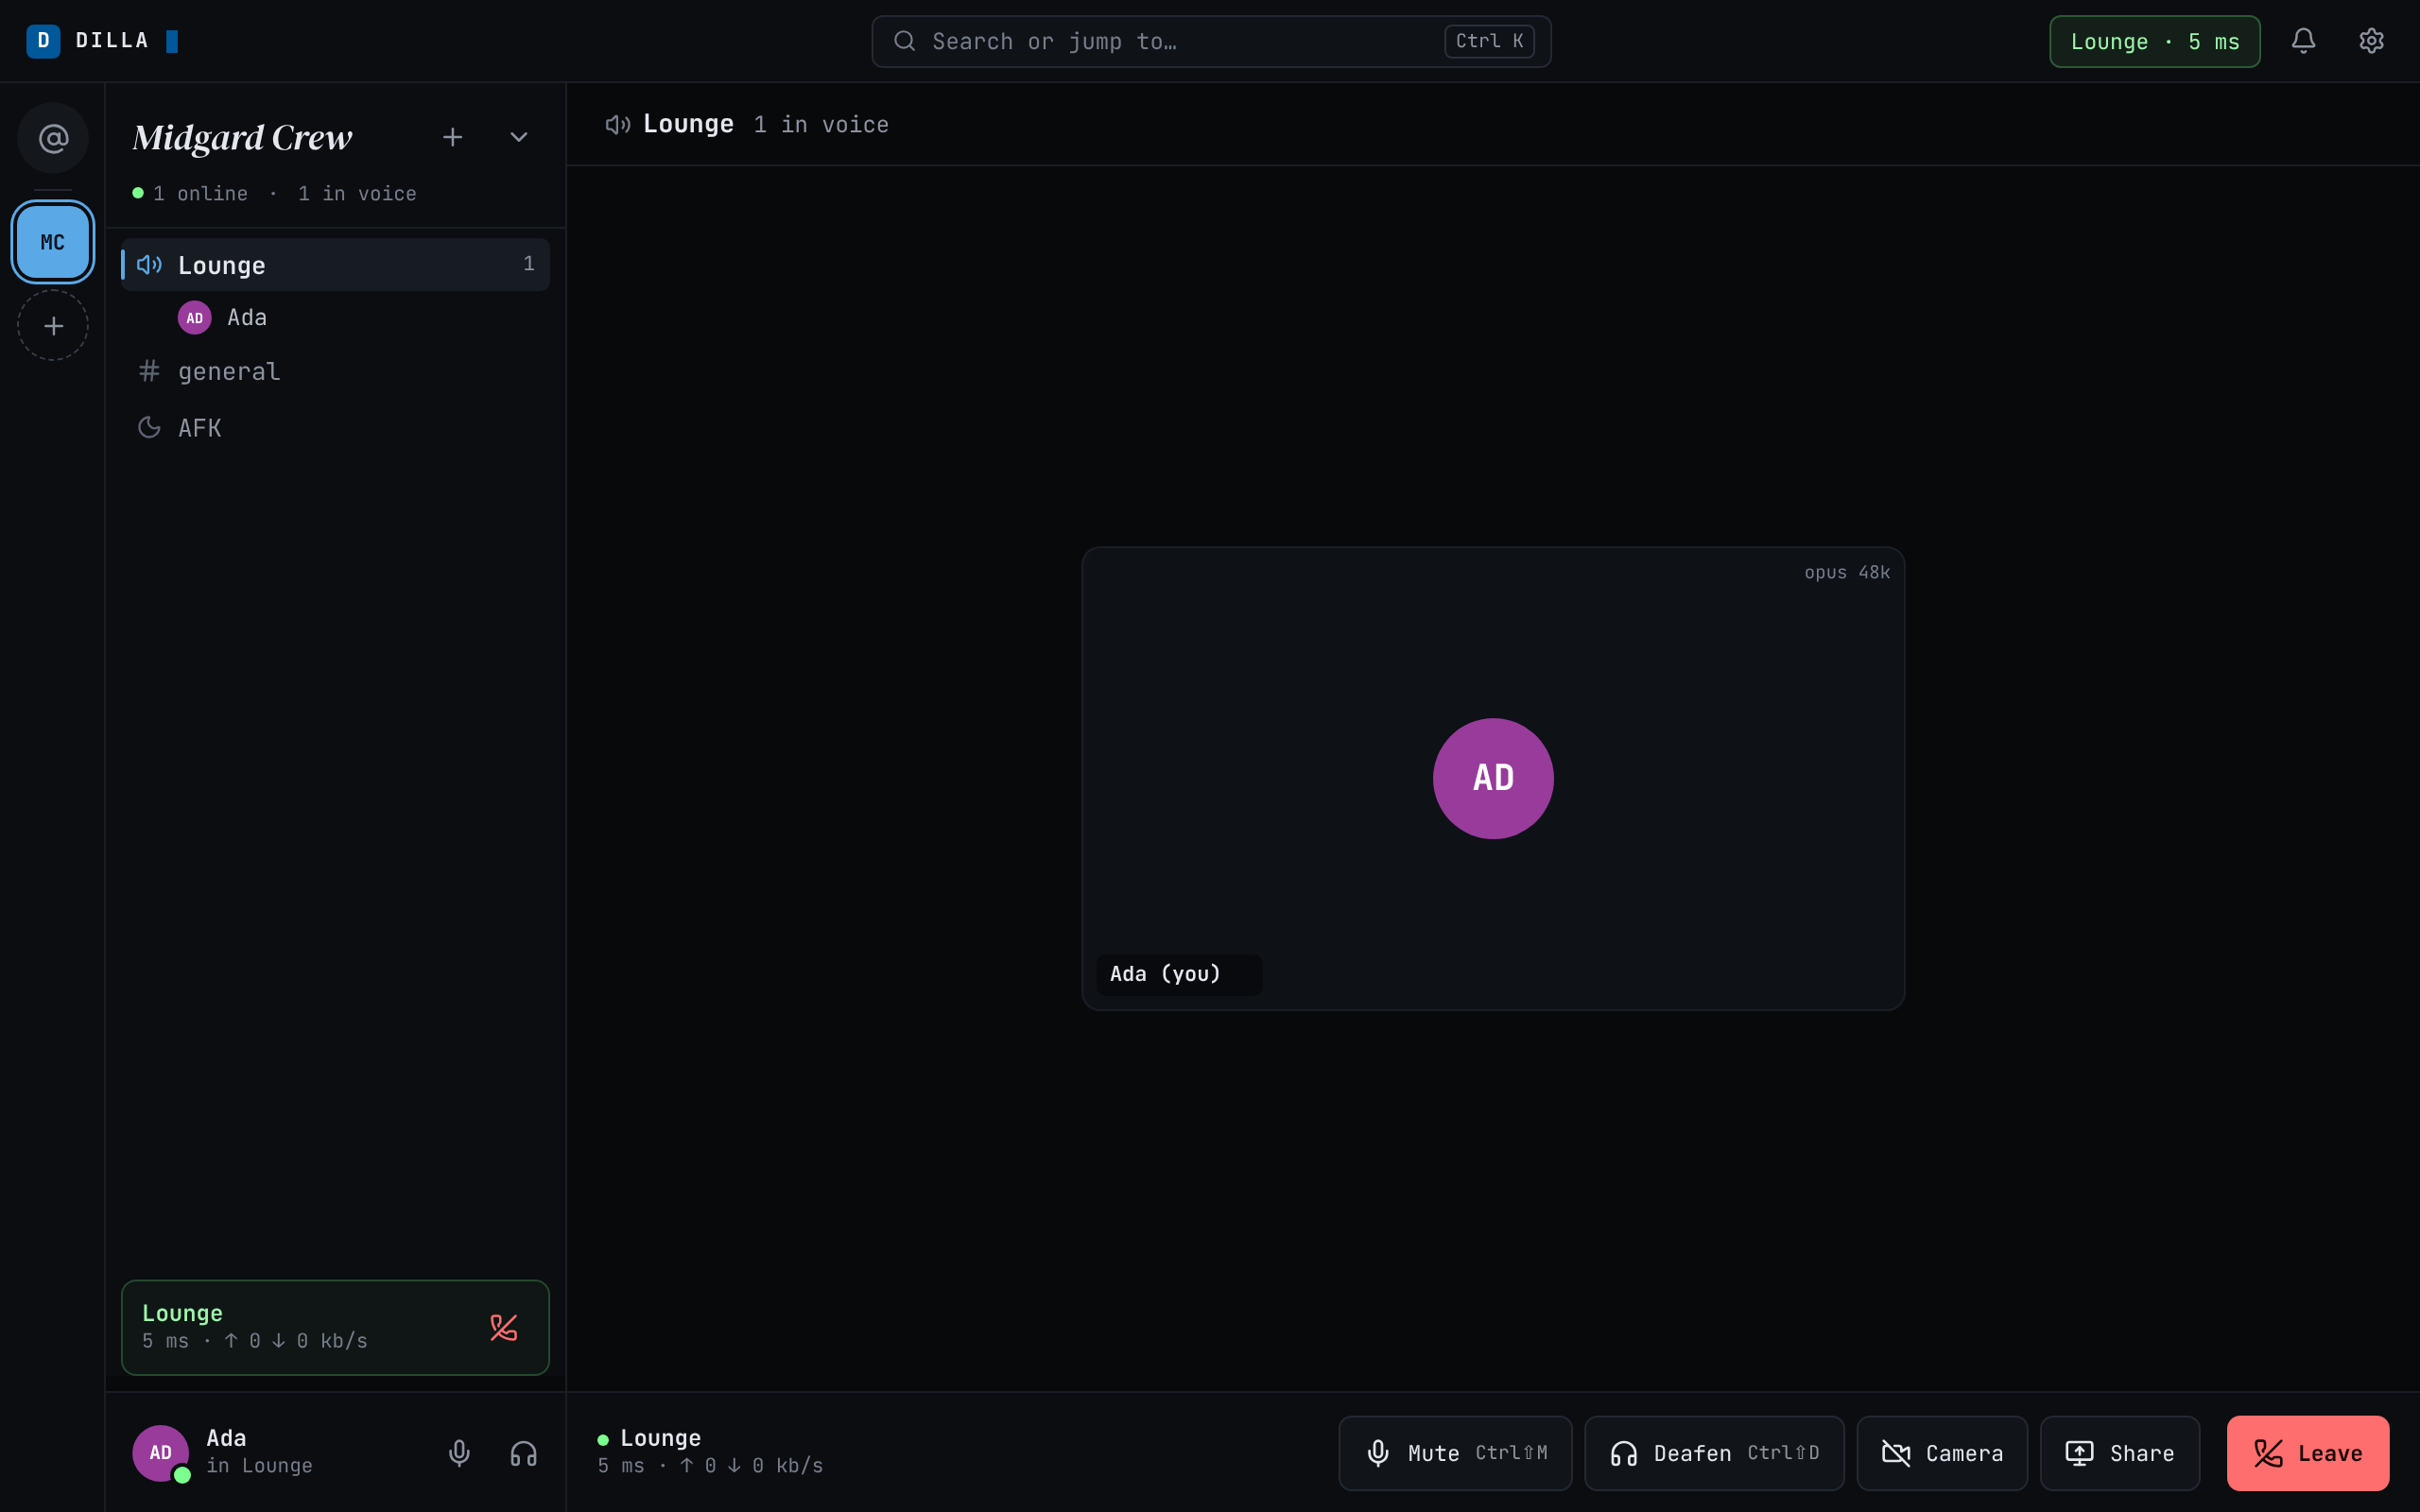 D DILLA
Search or jump to… Ctrl K
Lounge · 5 ms
Midgard Crew
1 online · 1 in voice
MC
Lounge 1
AD Ada
general
AFK
Lounge 1 in voice
opus 48k
AD
Ada (you)
Lounge
5 ms · ↑ 0 ↓ 0 kb/s
AD Ada
in Lounge
Lounge
5 ms · ↑ 0 ↓ 0 kb/s
Mute Ctrl⇧M
Deafen Ctrl⇧D
Camera
Share
Leave